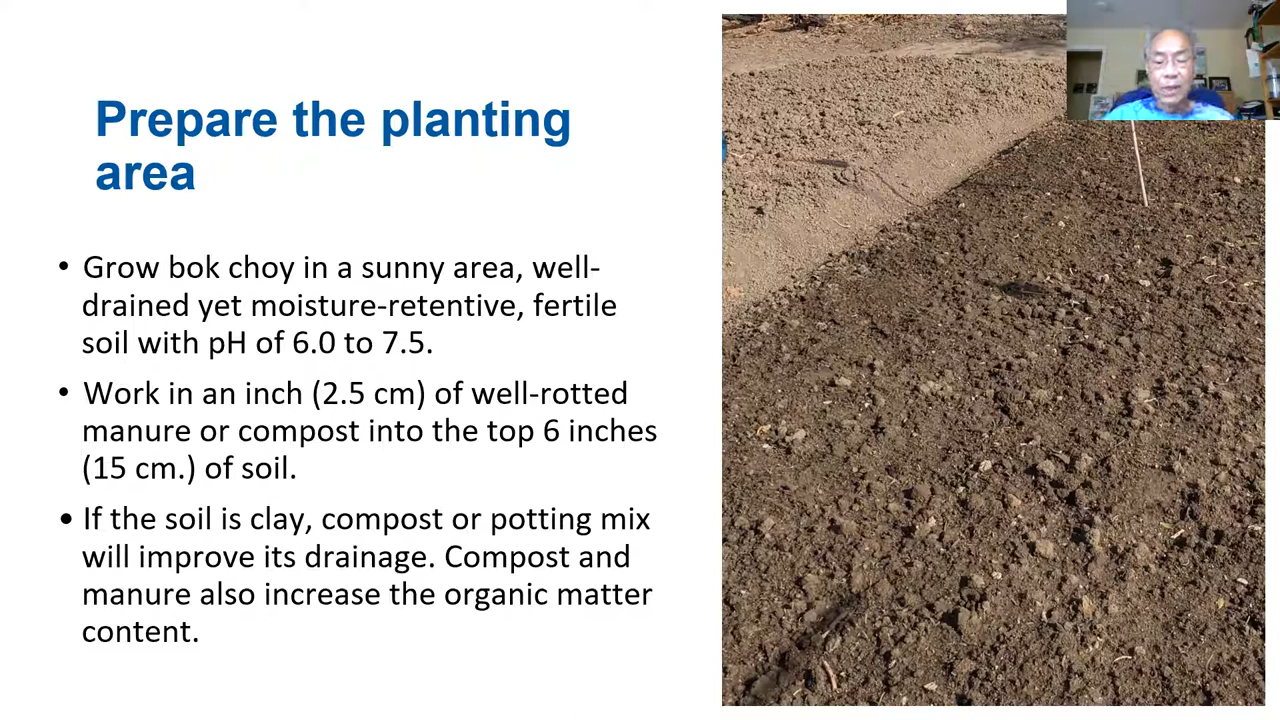 Prepare the planting
area
• Grow bok choy in a sunny area, well-
drained yet moisture-retentive, fertile
soil with pH of 6.0 to 7.5.
• Work in an inch (2.5 cm) of well-rotted
manure or compost into the top 6 inches
(15 cm.) of soil.
• If the soil is clay, compost or potting mix
will improve its drainage. Compost and
manure also increase the organic matter
content.